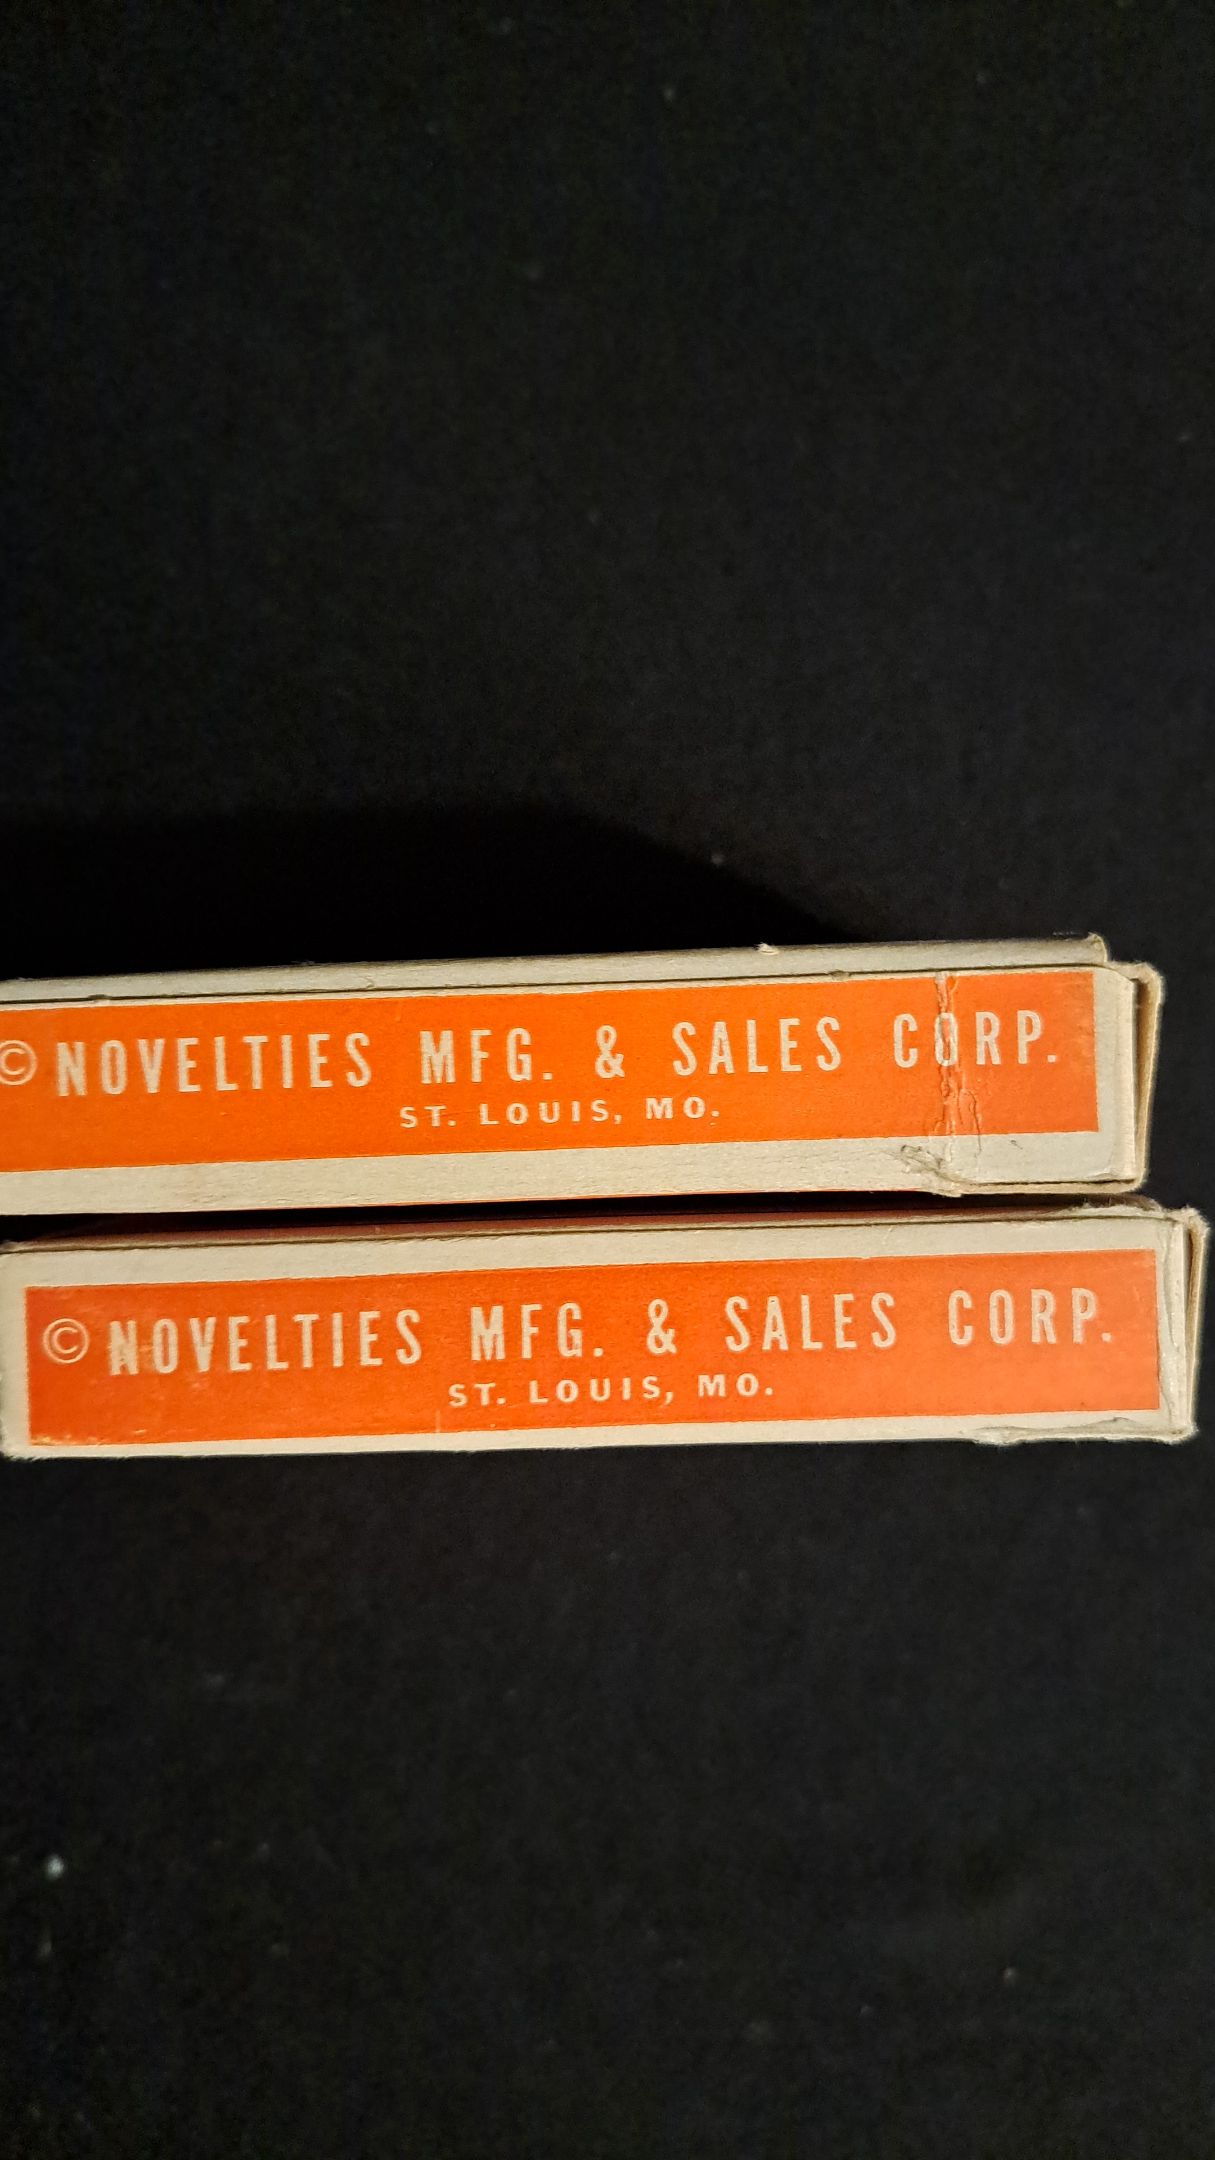 © NOVELTIES MFG. & SALES CORP.
ST. LOUIS, MO.
© NOVELTIES MFG. & SALES CORP.
ST. LOUIS, MO.